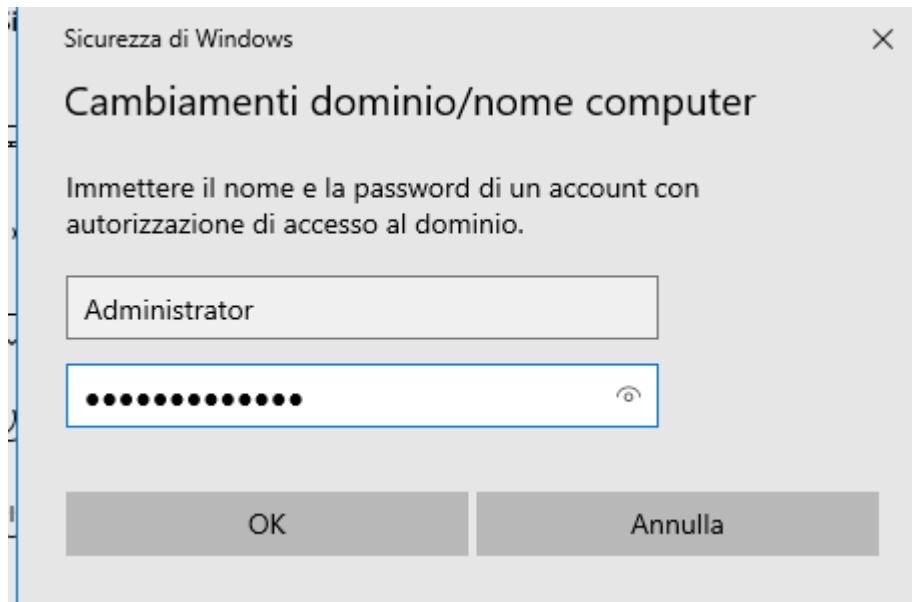 Sicurezza di Windows
Cambiamenti dominio/nome computer
Immettere il nome e la password di un account con
autorizzazione di accesso al dominio.
Administrator
●●●●●●●●●●●●●
OK
Annulla